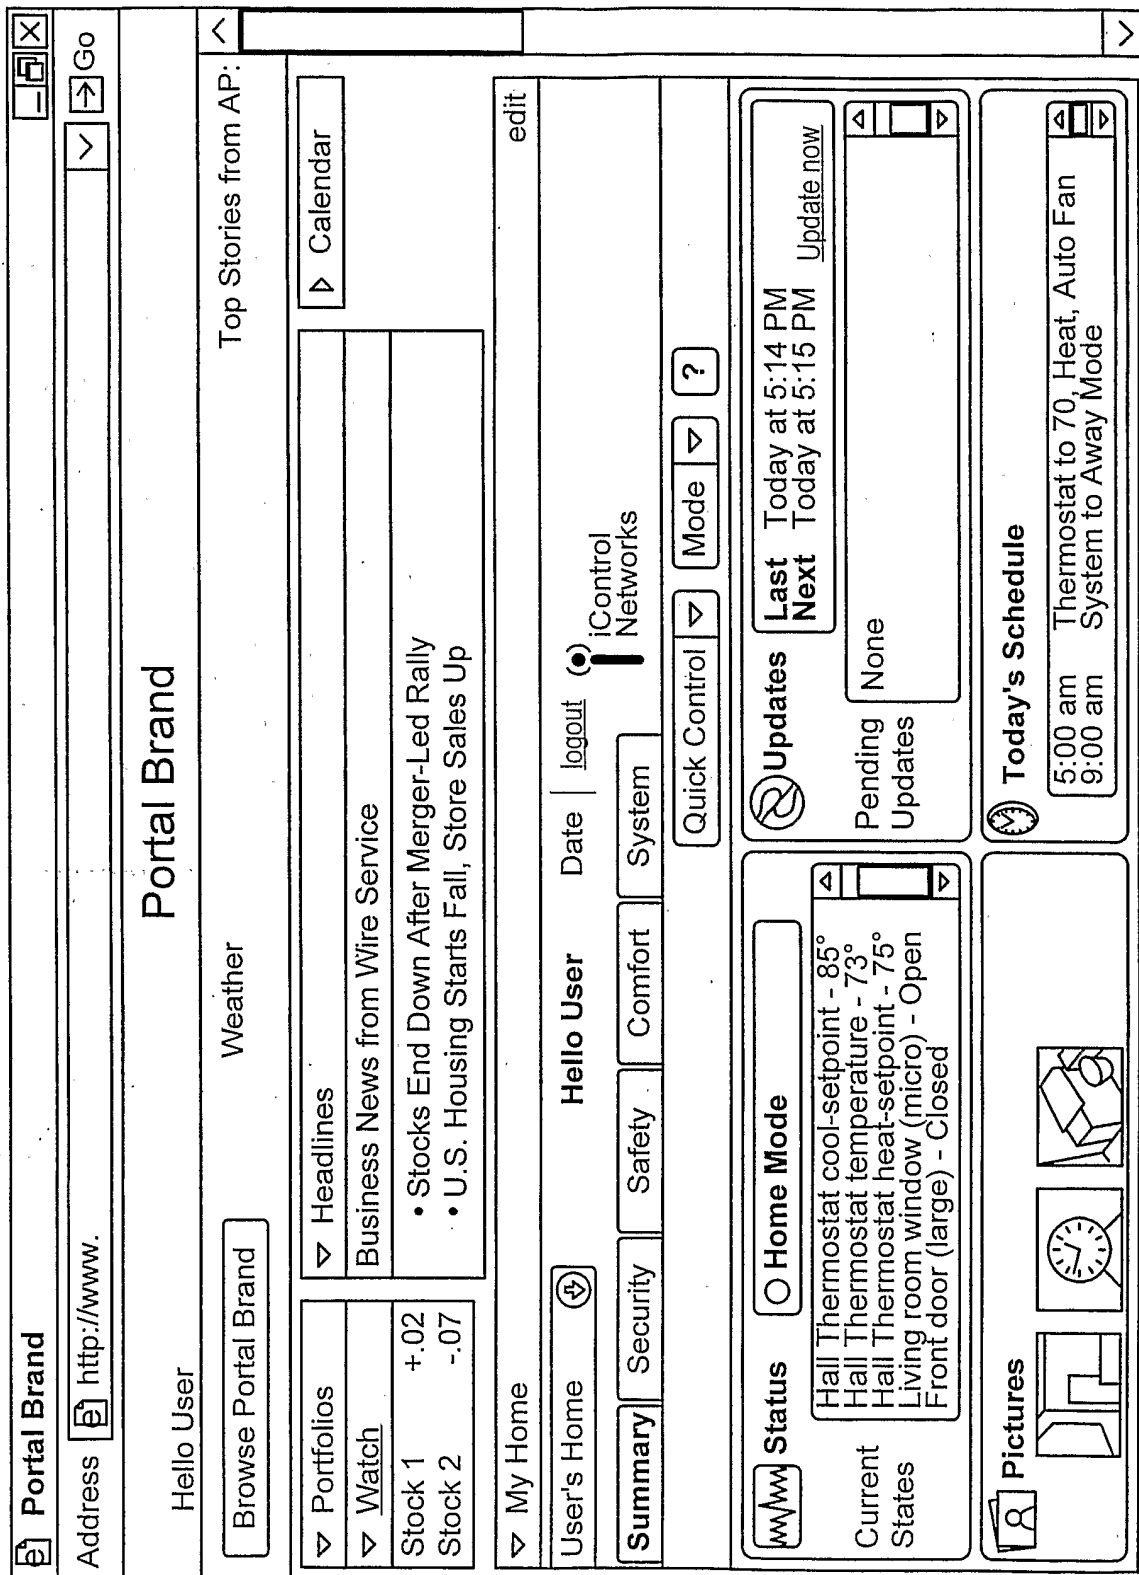 Portal Brand
Address http://www. Go
Portal Brand
Hello User
Browse Portal Brand Weather Top Stories from AP:
Portfolios
Watch
Stock 1 +.02
Stock 2 -.07
Headlines
Business News from Wire Service
• Stocks End Down After Merger-Led Rally
• U.S. Housing Starts Fall, Store Sales Up
Calendar
My Home edit
User's Home Hello User Date | logout iControl
Networks
Summary Security Safety Comfort System
Quick Control Mode ?
Status Home Mode
Current
States
Hall Thermostat cool-setpoint - 85°
Hall Thermostat temperature - 73°
Hall Thermostat heat-setpoint - 75°
Living room window (micro) - Open
Front door (large) - Closed
Updates Last Today at 5:14 PM
Next Today at 5:15 PM Update now
Pending
Updates
None
Pictures
Today's Schedule
5:00 am Thermostat to 70, Heat, Auto Fan
9:00 am System to Away Mode